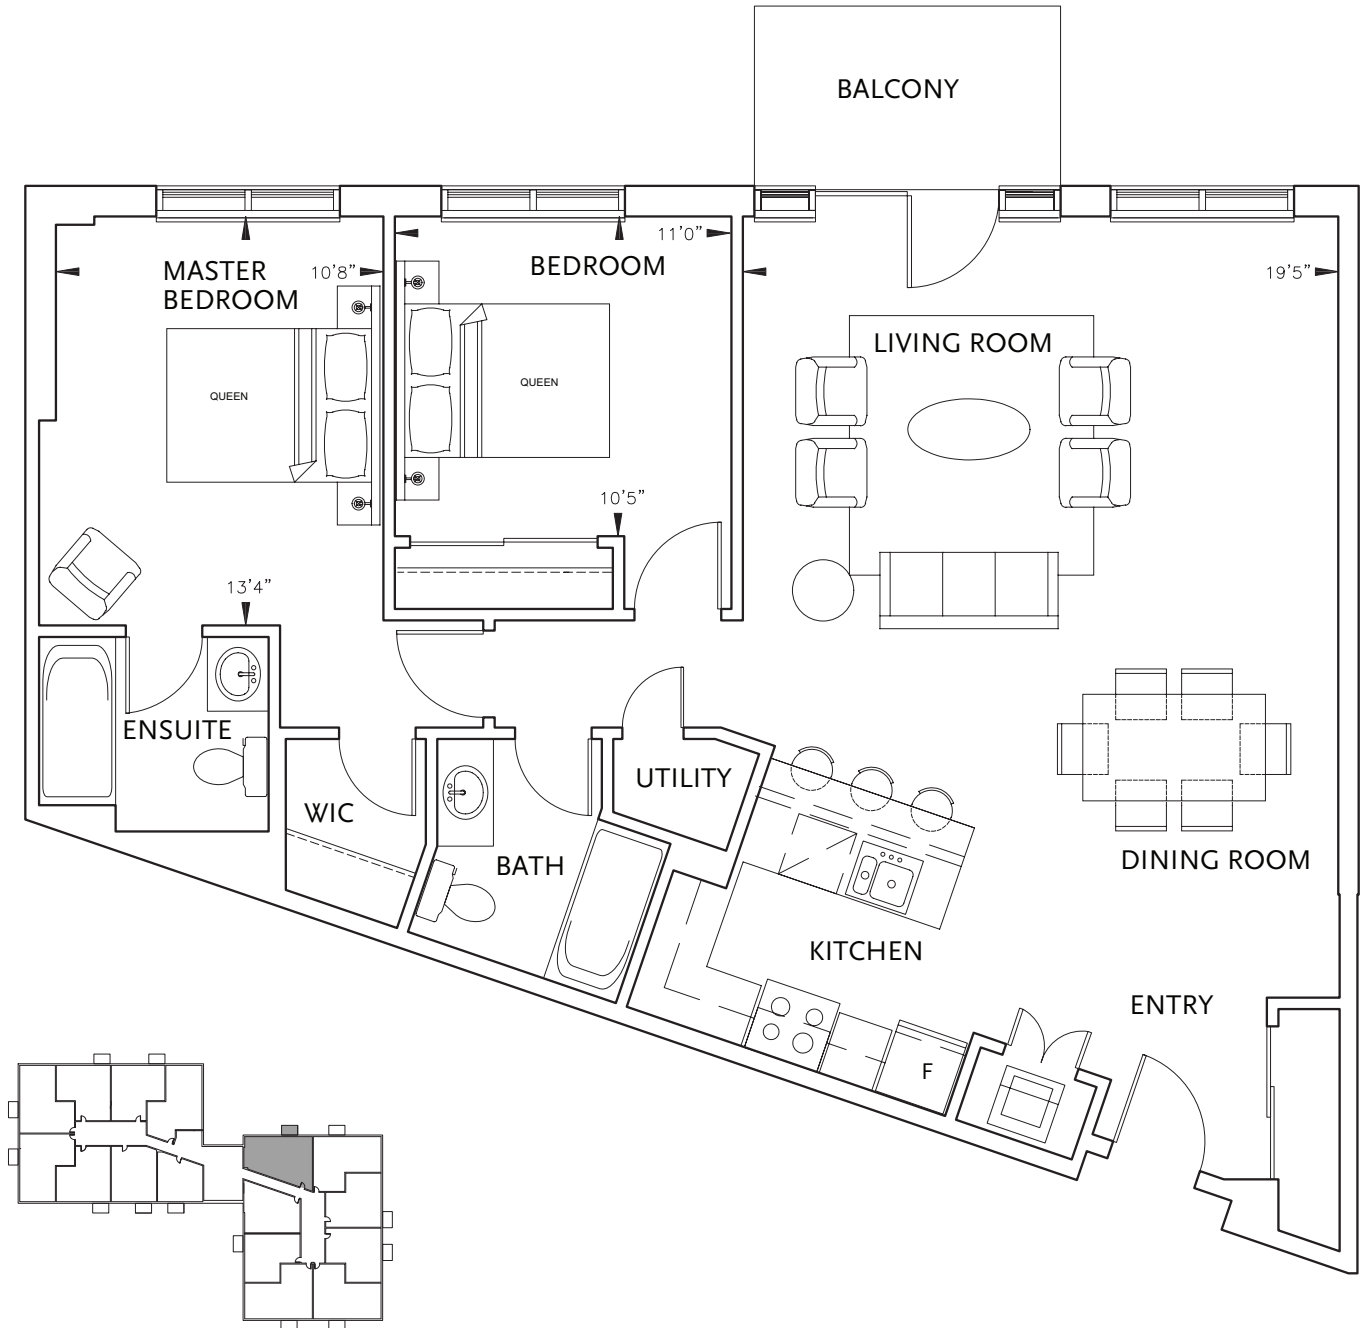 BALCONY
11'0"
MASTER
BEDROOM
10'8"
BEDROOM
19'5"
LIVING ROOM
QUEEN
QUEEN
10'5"
13'4"
ENSUITE
WIC
BATH
UTILITY
DINING ROOM
KITCHEN
ENTRY
F